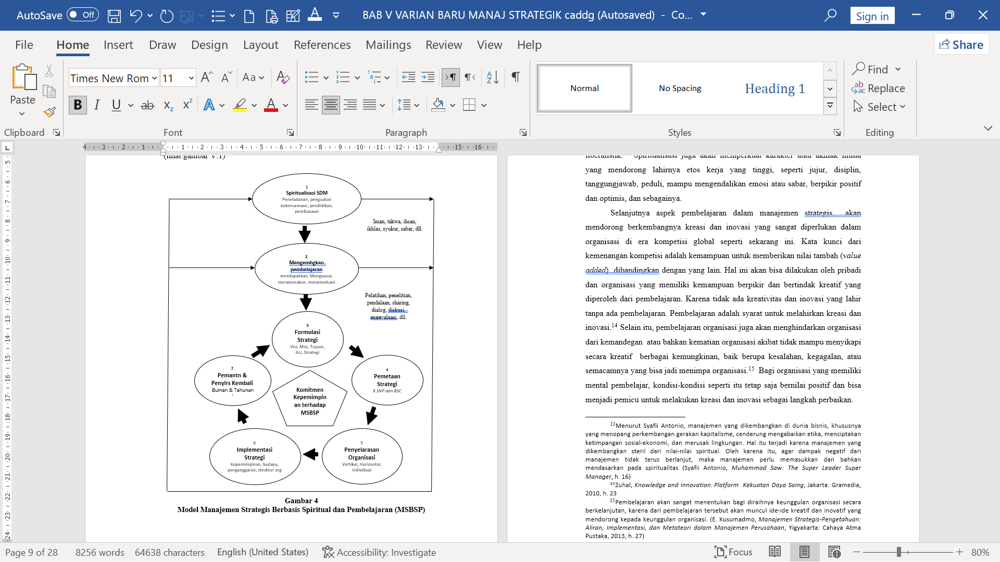 AutoSave Off BAB V VARIAN BARU MANAJ STRATEGIK caddg (Autosaved) - Co... Sign in
File Home Insert Draw Design Layout References Mailings Review View Help Share
Paste
Times New Rom 11
Normal
No Spacing
Heading 1
Find
Replace
Select
Clipboard Font Paragraph Styles Editing
(lihat gambar V.1)
1
Spiritualisasi SDM
Peneladanan, penguatan
kebersamaan, pendidikan,
pembiasaan
Iman, takwa, ihsan,
ikhlas, syukur, sabar, dll.
2
Mengembgkan
pembelajaran
mendapatkan, Menguasai,
menggunakan, mengevaluasi
Pelatihan, penelitian,
pendalaan, sharing,
dialog, diskusi,
engevaluasi, dll.
3
Formulasi
Strategi
Visi, Misi, Tujuan,
ALI, Strategi
4
Pemetaan
Strategi
8 SNP dan BSC
7
Pemantn &
Penylrs Kembali
Bulnan & Tahunan
Komitmen
Kepemimpin
an terhadap
MSBSP
6
Implementasi
Strategi
Kepemimpinan, budaya,
penganggaran, struktur org
5
Penyelarasan
Organisasi
Vertikal, Horizontal,
Individual
Gambar 4
Model Manajemen Strategis Berbasis Spiritual dan Pembelajaran (MSBSP)
Spiritualisasi juga akan memperkuat karakter atau akhlak mulia
yang mendorong lahirnya etos kerja yang tinggi, seperti jujur, disiplin,
tanggungjawab, peduli, mampu mengendalikan emosi atau sabar, berpikir positif
dan optimis, dan sebagainya.
Selanjutnya aspek pembelajaran dalam manajemen strategis akan
mendorong berkembangnya kreasi dan inovasi yang sangat diperlukan dalam
organisasi di era kompetisi global seperti sekarang ini. Kata kunci dari
kemenangan kompetisi adalah kemampuan untuk memberikan nilai tambah (value
added) dibandingkan dengan yang lain. Hal ini akan bisa dilakukan oleh pribadi
dan organisasi yang memiliki kemampuan berpikir dan bertindak kreatif yang
diperoleh dari pembelajaran. Karena tidak ada kreativitas dan inovasi yang lahir
tanpa ada pembelajaran. Pembelajaran adalah syarat untuk melahirkan kreasi dan
inovasi.14 Selain itu, pembelajaran organisasi juga akan menghindarkan organisasi
dari kemandegan atau bahkan kematian organisasi akibat tidak mampu menyikapi
secara kreatif berbagai kemungkinan, baik berupa kesalahan, kegagalan, atau
semacamnya yang bisa jadi menimpa organisasi.15 Bagi organisasi yang memiliki
mental pembelajar, kondisi-kondisi seperti itu tetap saja bernilai positif dan bisa
menjadi pemicu untuk melakukan kreasi dan inovasi sebagai langkah perbaikan.
13Menurut Syafii Antonio, manajemen yang dikembangkan di dunia bisnis, khususnya
yang menopang perkembangan gerakan kapitalisme, cenderung mengabaikan etika, menciptakan
ketimpangan sosial-ekonomi, dan merusak lingkungan. Hal itu terjadi karena manajemen yang
dikembangkan steril dari nilai-nilai spiritual. Oleh karena itu, agar dampak negatif dari
manajemen tidak terus berlanjut, maka manajemen perlu memasukkan dan bahkan
mendasarkan pada spiritualitas (Syafii Antonio, Muhammad Saw: The Super Leader Super
Manager, h. 16)
14Zuhal, Knowledge and Innovation: Platform Kekuatan Daya Saing, Jakarta: Gramedia,
2010, h. 23
15Pembelajaran akan sangat menentukan bagi diraihnya keunggulan organisasi secara
berkelanjutan, karena dari pembelajaran tersebut akan muncul ide-ide kreatif dan inovatif yang
mendorong kepada keunggulan organisasi. (E. Kusumadmo, Manajemen Strategis-Pengetahuan:
Aliran, Implementasi, dan Metateori dalam Manajemen Perusahaan, Yigyakarta: Cahaya Atma
Pustaka, 2013, h. 27)
Page 9 of 28 8256 words 64638 characters English (United States) Accessibility: Investigate Focus 80%